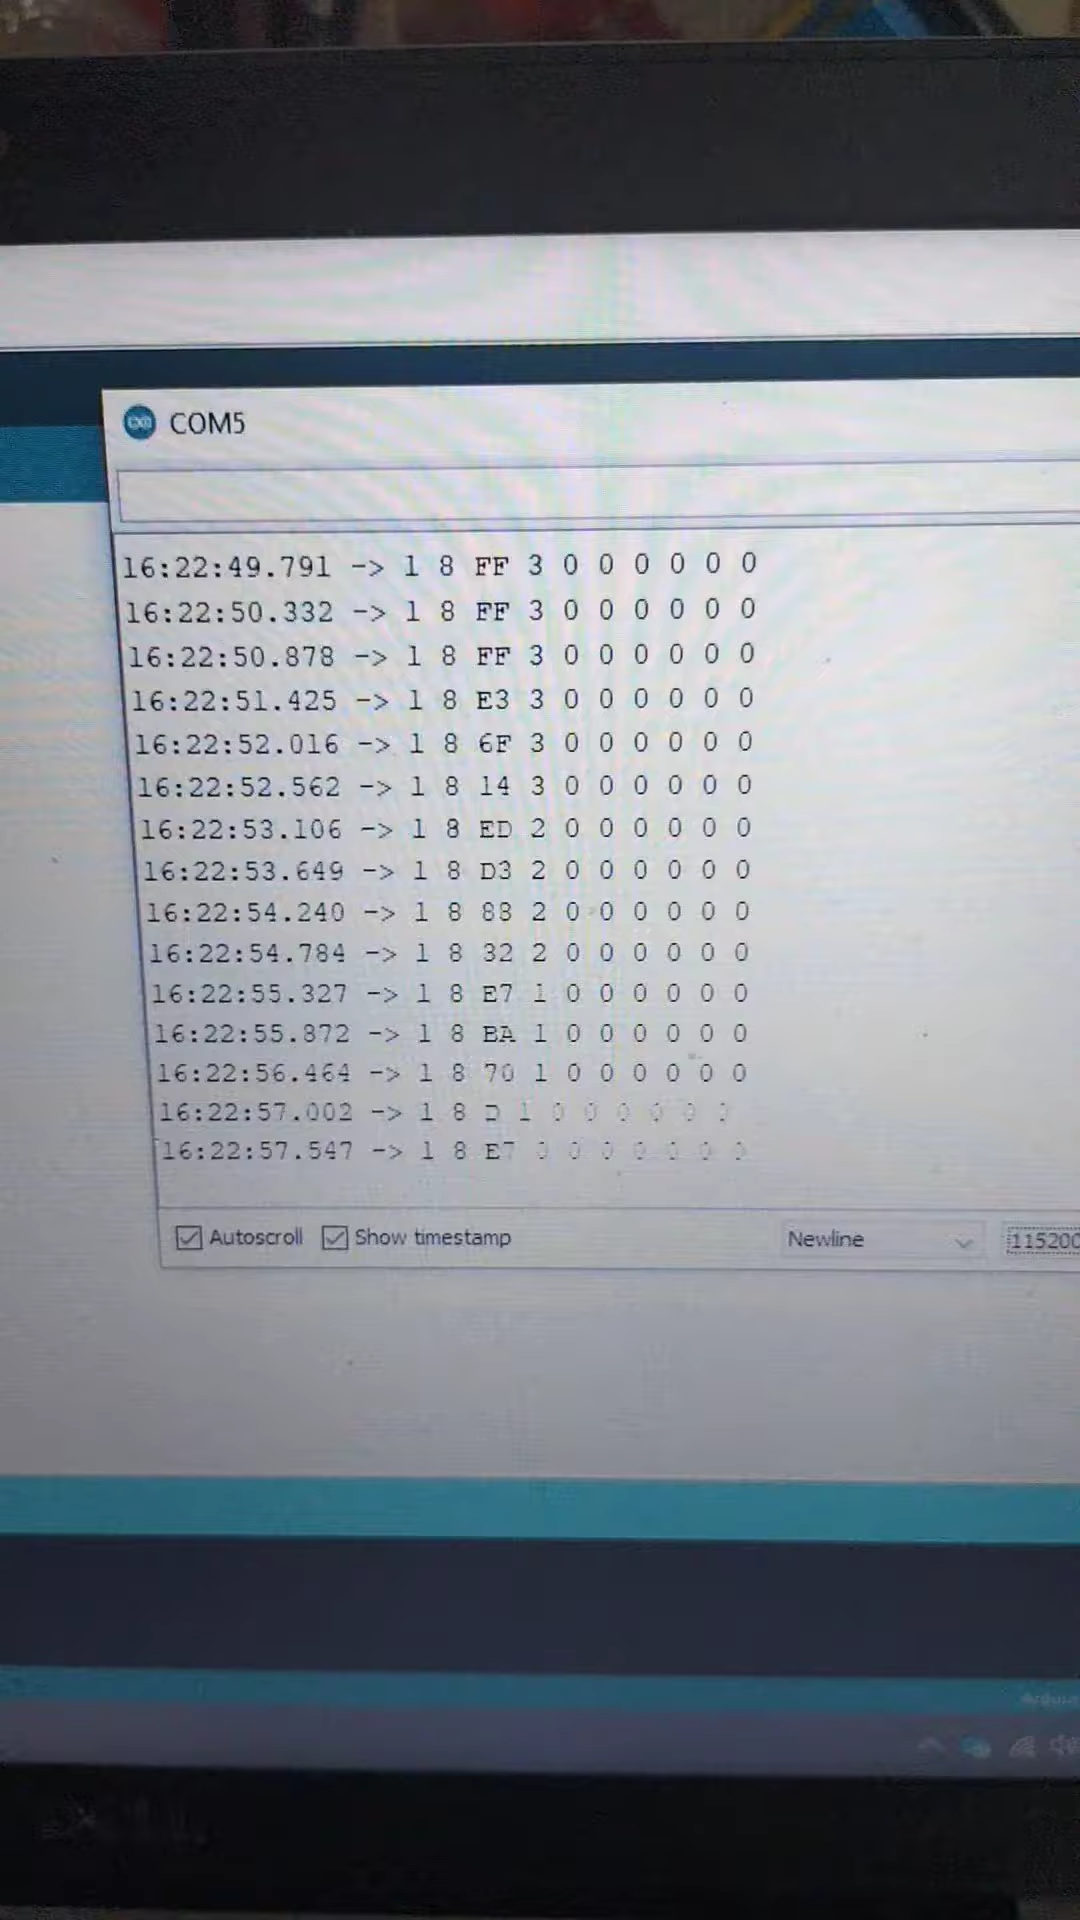 COM5
16:22:49.791 -> 1 8 FF 3 0 0 0 0 0 0
16:22:50.332 -> 1 8 FF 3 0 0 0 0 0 0
16:22:50.878 -> 1 8 FF 3 0 0 0 0 0 0
16:22:51.425 -> 1 8 E3 3 0 0 0 0 0 0
16:22:52.016 -> 1 8 6F 3 0 0 0 0 0 0
16:22:52.562 -> 1 8 14 3 0 0 0 0 0 0
16:22:53.106 -> 1 8 ED 2 0 0 0 0 0 0
16:22:53.649 -> 1 8 D3 2 0 0 0 0 0 0
16:22:54.240 -> 1 8 88 2 0 0 0 0 0 0
16:22:54.784 -> 1 8 32 2 0 0 0 0 0 0
16:22:55.327 -> 1 8 E7 1 0 0 0 0 0 0
16:22:55.872 -> 1 8 BA 1 0 0 0 0 0 0
16:22:56.464 -> 1 8 70 1 0 0 0 0 0 0
16:22:57.002 -> 1 8 D 1 0 0 0 0 0 0
16:22:57.547 -> 1 8 E7 0 0 0 0 0 0 0
Autoscroll Show timestamp Newline 115200